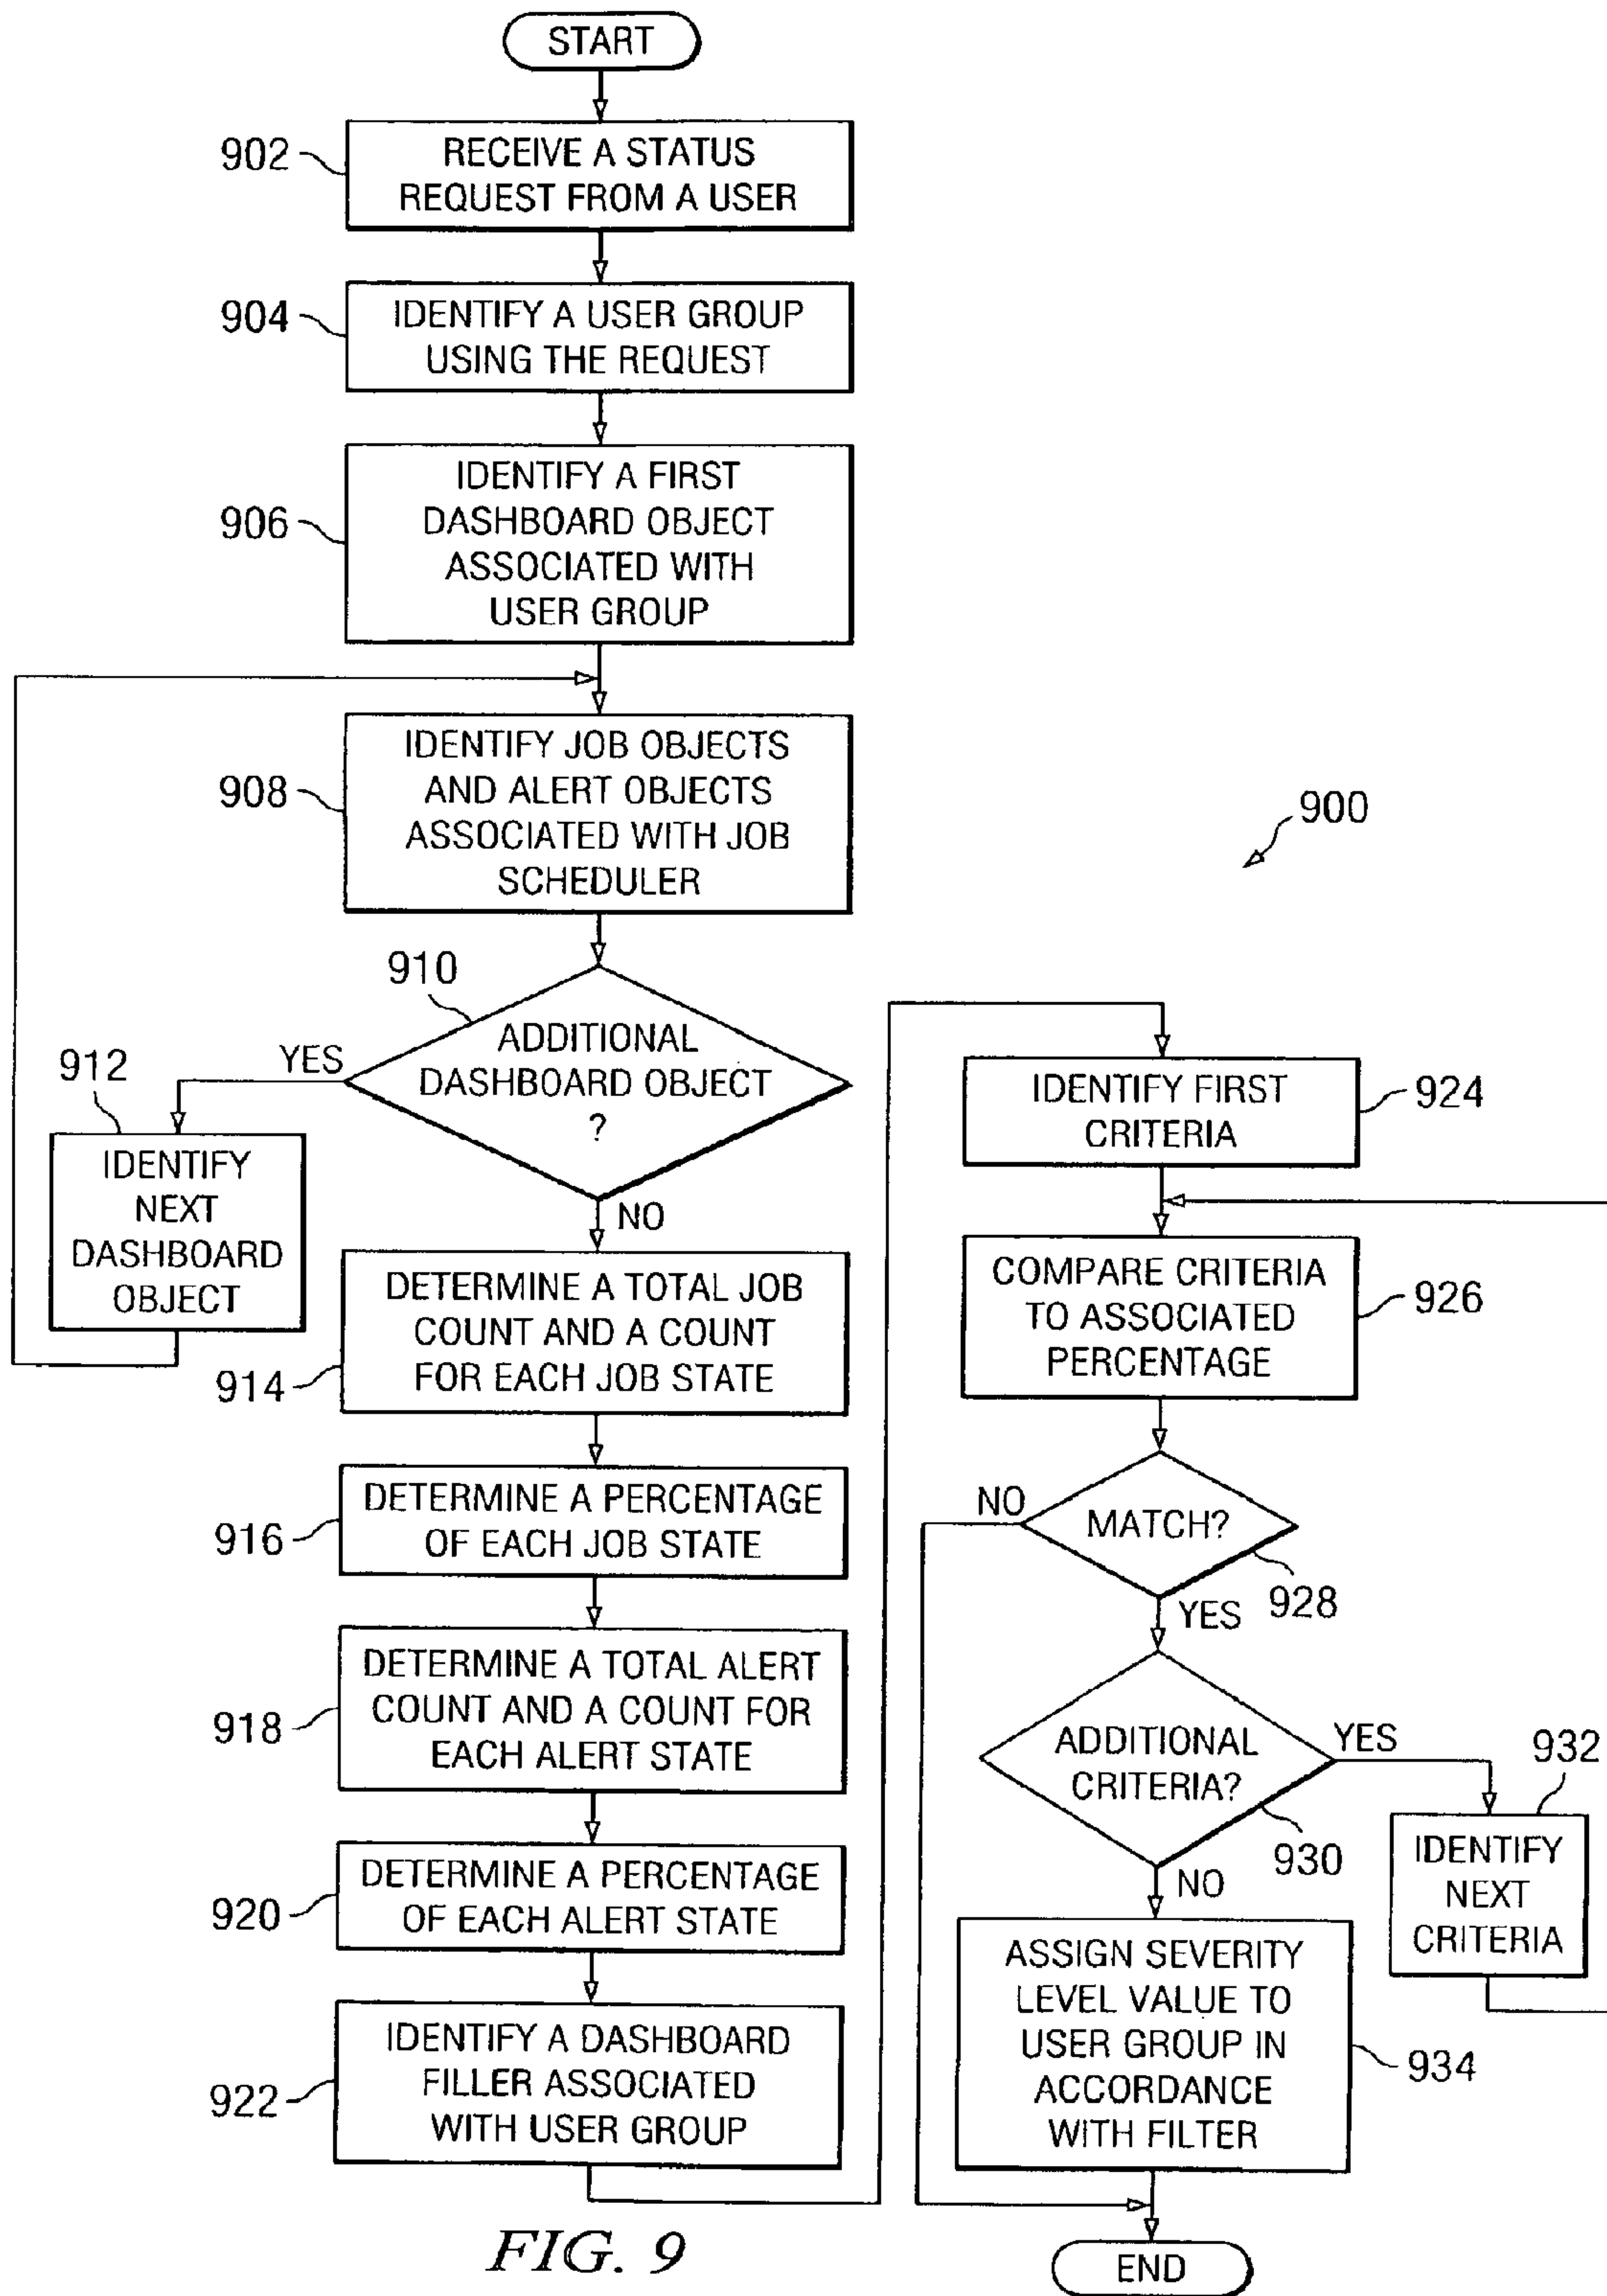 START
902
RECEIVE A STATUS
REQUEST FROM A USER
904
IDENTIFY A USER GROUP
USING THE REQUEST
906
IDENTIFY A FIRST
DASHBOARD OBJECT
ASSOCIATED WITH
USER GROUP
908
IDENTIFY JOB OBJECTS
AND ALERT OBJECTS
ASSOCIATED WITH JOB
SCHEDULER
900
910
ADDITIONAL
DASHBOARD OBJECT
?
YES
912
IDENTIFY
NEXT
DASHBOARD
OBJECT
NO
914
DETERMINE A TOTAL JOB
COUNT AND A COUNT
FOR EACH JOB STATE
916
DETERMINE A PERCENTAGE
OF EACH JOB STATE
918
DETERMINE A TOTAL ALERT
COUNT AND A COUNT FOR
EACH ALERT STATE
920
DETERMINE A PERCENTAGE
OF EACH ALERT STATE
922
IDENTIFY A DASHBOARD
FILLER ASSOCIATED
WITH USER GROUP
IDENTIFY FIRST
CRITERIA
924
COMPARE CRITERIA
TO ASSOCIATED
PERCENTAGE
926
NO
MATCH?
928
YES
ADDITIONAL
CRITERIA?
930
YES
932
IDENTIFY
NEXT
CRITERIA
NO
ASSIGN SEVERITY
LEVEL VALUE TO
USER GROUP IN
ACCORDANCE
WITH FILTER
934
END
FIG. 9